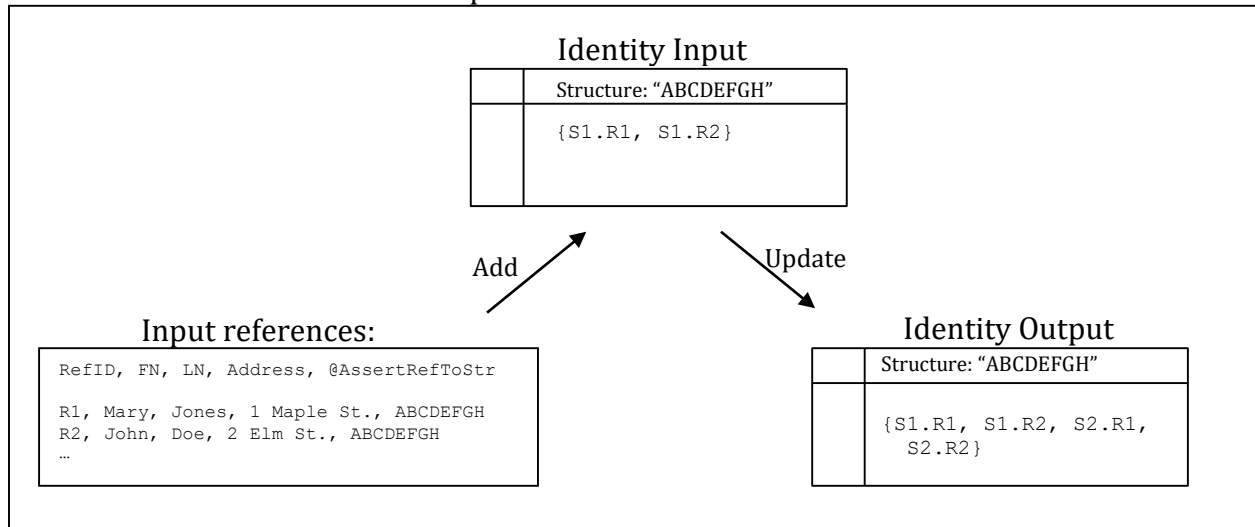 Identity Input
Structure: “ABCDEFGH”
{S1.R1, S1.R2}
Add
Update
Input references:
RefID, FN, LN, Address, @AssertRefToStr
R1, Mary, Jones, 1 Maple St., ABCDEFGH
R2, John, Doe, 2 Elm St., ABCDEFGH
…
Identity Output
Structure: “ABCDEFGH”
{S1.R1, S1.R2, S2.R1,
S2.R2}